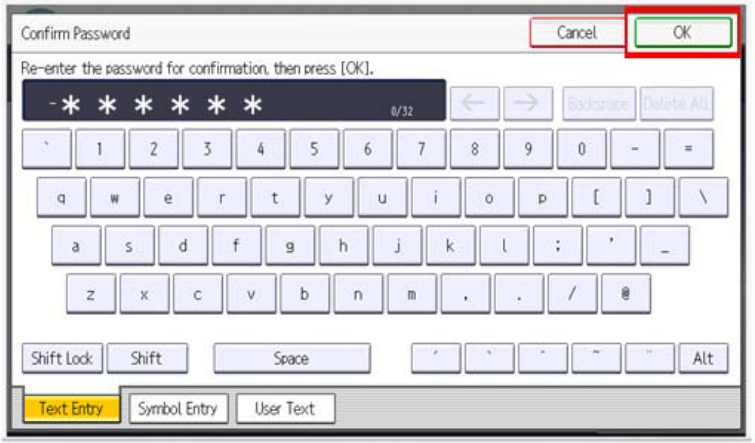 Confirm Password Cancel OK
Re-enter the password for confirmation, then press [OK].
-* * * * * * 0/32 ← → Backspace Delete All
` 1 2 3 4 5 6 7 8 9 0 - =
q w e r t y u i o p [ ] \
a s d f g h j k l ; ' _
z x c v b n m , . / @
Shift Lock Shift Space ´ ` ^ ~ ¨ Alt
Text Entry Symbol Entry User Text